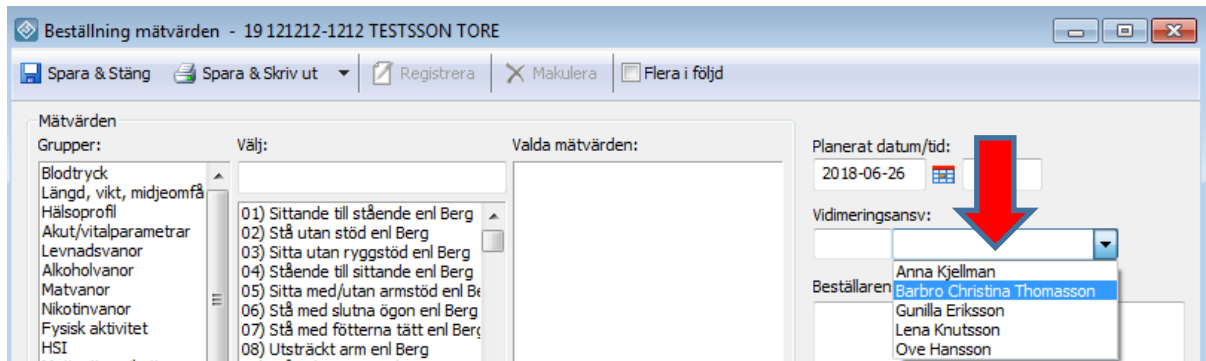 Beställning mätvärden - 19 121212-1212 TESTSSON TORE
Spara & Stäng Spara & Skriv ut Registrera Makulera Flera i följd
Mätvärden
Grupper:
Blodtryck
Längd, vikt, midjeomfå
Hälsoprofil
Akut/vitalparametrar
Levnadsvanor
Alkoholvanor
Matvanor
Nikotinvanor
Fysisk aktivitet
HSI
Välj:
01) Sittande till stående enl Berg
02) Stå utan stöd enl Berg
03) Sitta utan ryggstöd enl Berg
04) Stående till sittande enl Berg
05) Sitta med/utan armstöd enl Be
06) Stå med slutna ögon enl Berg
07) Stå med fötterna tätt enl Berg
08) Utsträckt arm enl Berg
Valda mätvärden:
Planerat datum/tid:
2018-06-26
Vidimeringsansv:
Anna Kjellman
Barbro Christina Thomasson
Gunilla Eriksson
Lena Knutsson
Ove Hansson
Beställaren